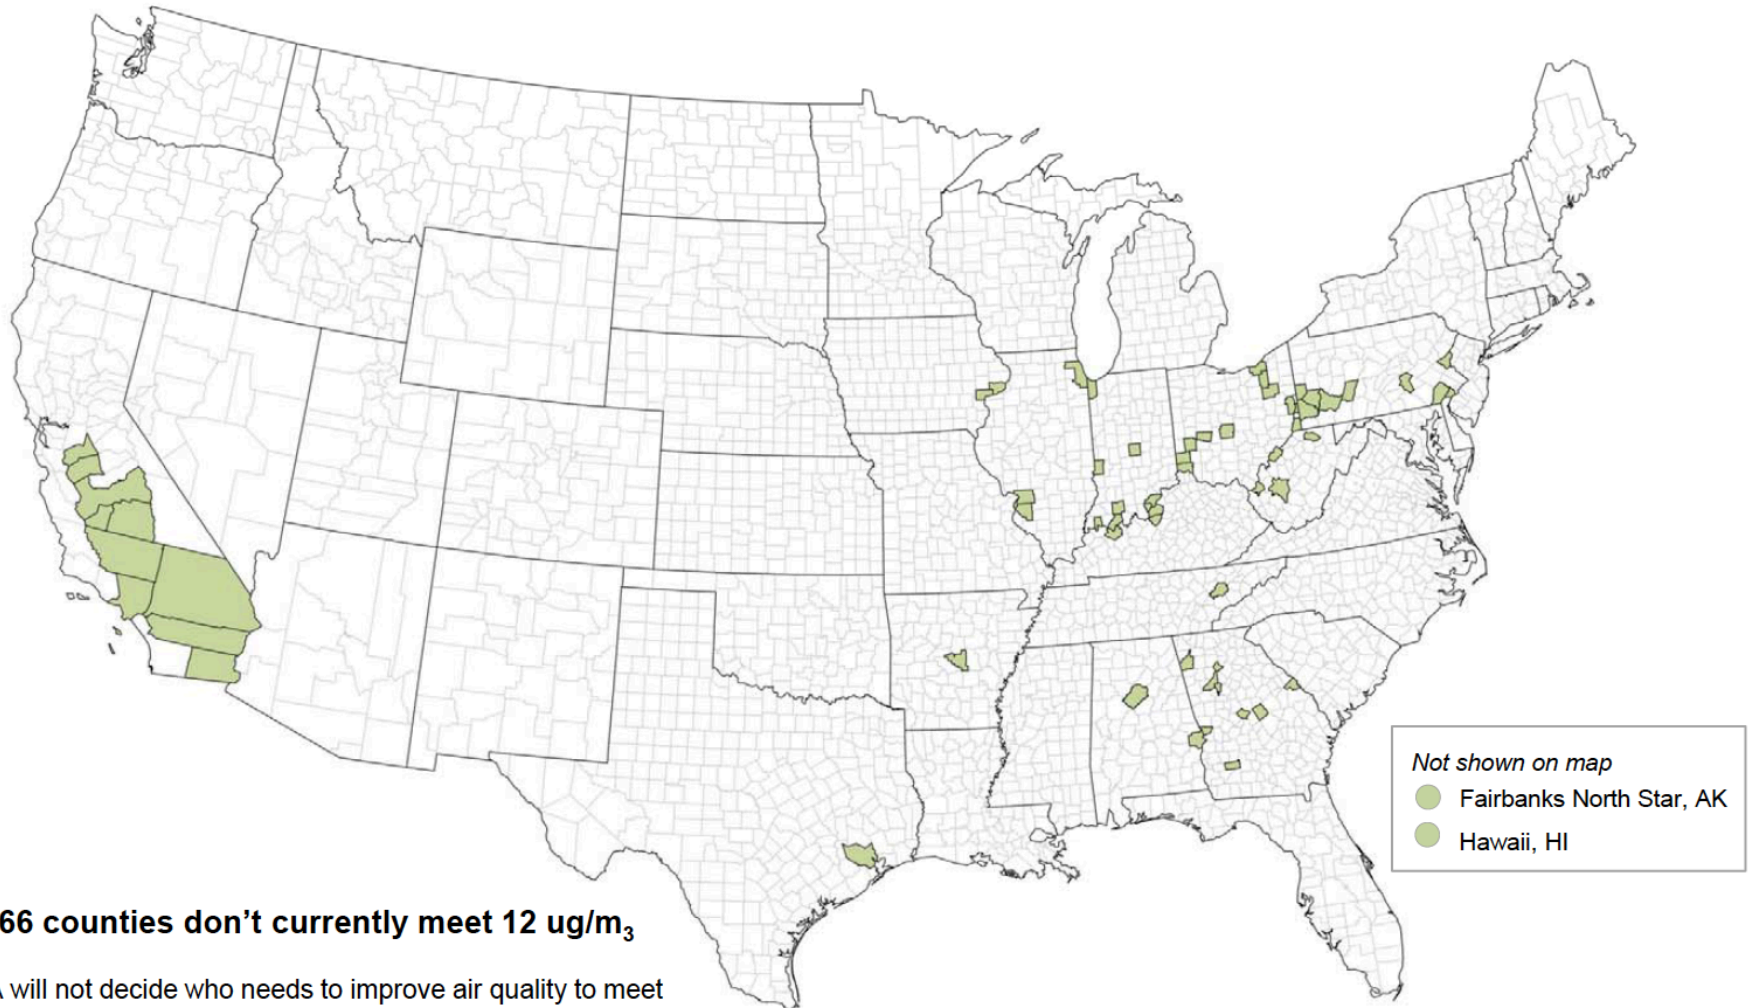 Not shown on map
Fairbanks North Star, AK
Hawaii, HI
66 counties don’t currently meet 12 ug/m3
will not decide who needs to improve air quality to meet